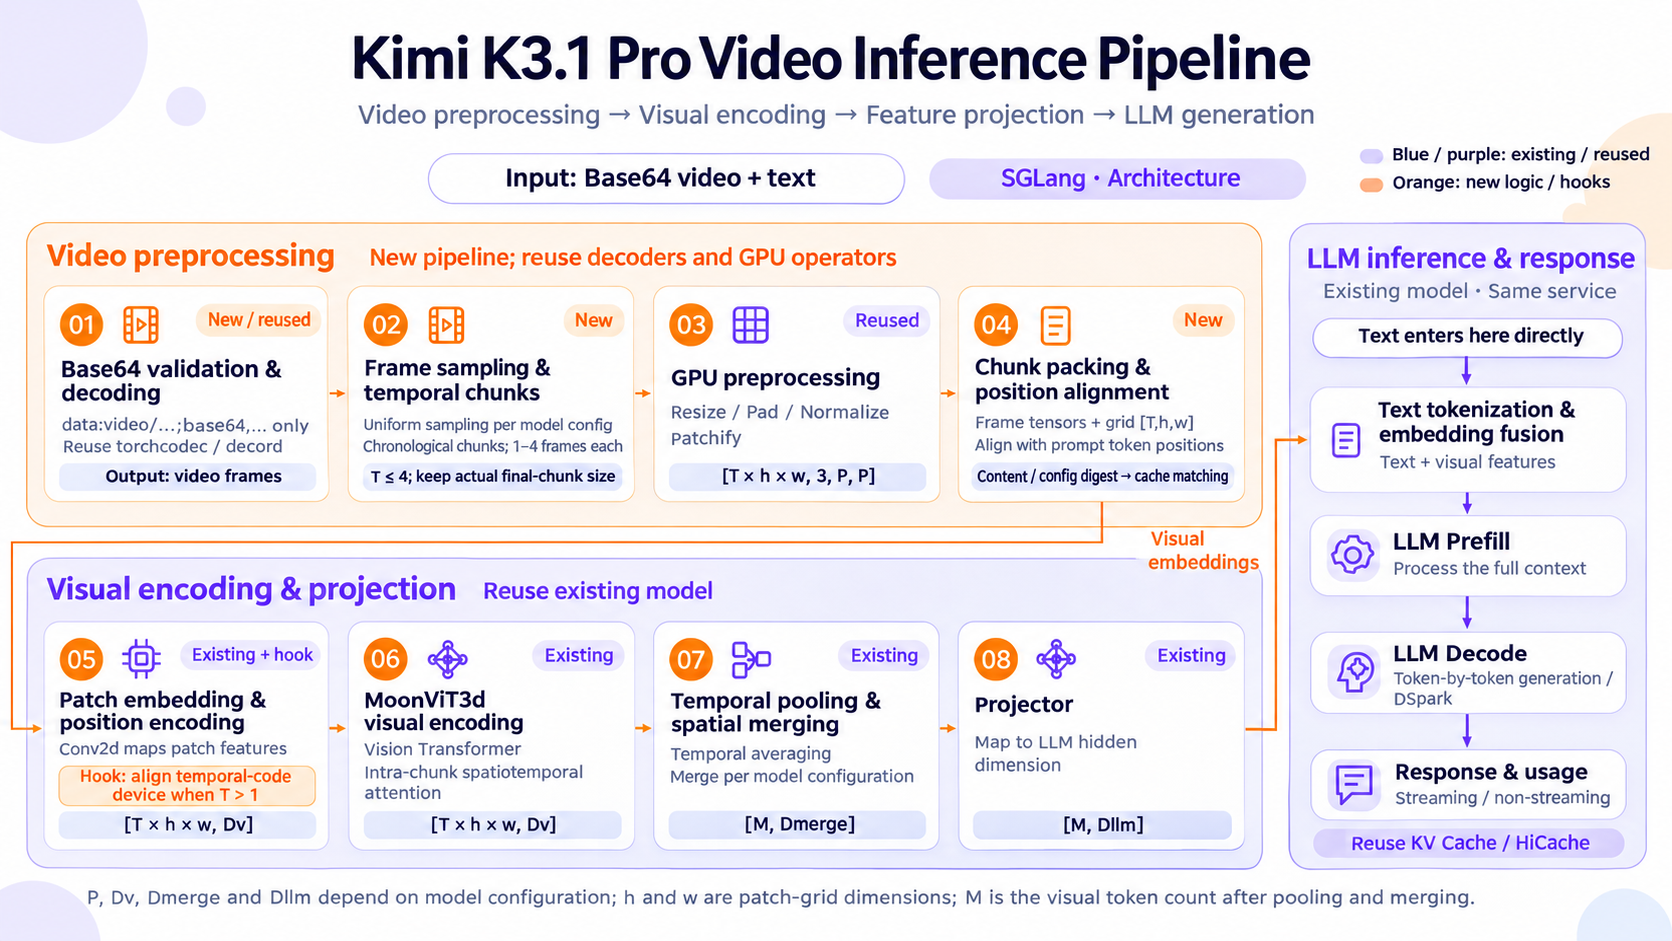 Kimi K3.1 Pro Video Inference Pipeline
Video preprocessing → Visual encoding → Feature projection → LLM generation
Input: Base64 video + text
SGLang · Architecture
Blue / purple: existing / reused
Orange: new logic / hooks
Video preprocessing
New pipeline; reuse decoders and GPU operators
01
New / reused
Base64 validation &
decoding
data:video/...;base64,... only
Reuse torchcodec / decord
Output: video frames
02
New
Frame sampling &
temporal chunks
Uniform sampling per model config
Chronological chunks; 1–4 frames each
T ≤ 4; keep actual final-chunk size
03
Reused
GPU preprocessing
Resize / Pad / Normalize
Patchify
[T × h × w, 3, P, P]
04
New
Chunk packing &
position alignment
Frame tensors + grid [T,h,w]
Align with prompt token positions
Content / config digest → cache matching
Visual
embeddings
Visual encoding & projection
Reuse existing model
05
Existing + hook
Patch embedding &
position encoding
Conv2d maps patch features
Hook: align temporal-code
device when T > 1
[T × h × w, Dv]
06
Existing
MoonViT3d
visual encoding
Vision Transformer
Intra-chunk spatiotemporal
attention
[T × h × w, Dv]
07
Existing
Temporal pooling &
spatial merging
Temporal averaging
Merge per model configuration
[M, Dmerge]
08
Existing
Projector
Map to LLM hidden
dimension
[M, Dllm]
LLM inference & response
Existing model · Same service
Text enters here directly
Text tokenization &
embedding fusion
Text + visual features
LLM Prefill
Process the full context
LLM Decode
Token-by-token generation /
DSpark
Response & usage
Streaming / non-streaming
Reuse KV Cache / HiCache
P, Dv, Dmerge and Dllm depend on model configuration; h and w are patch-grid dimensions; M is the visual token count after pooling and merging.